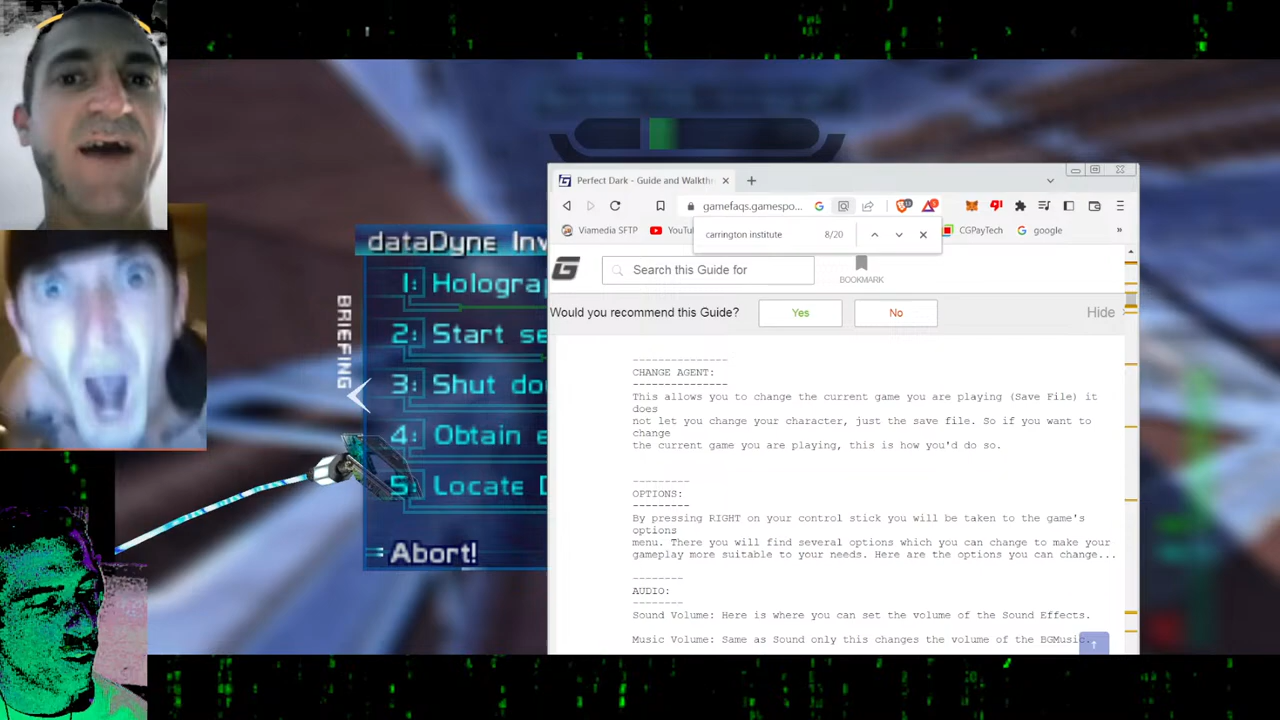 Perfect Dark - Guide and Walkthr
gamefaqs.gamespo...
carrington institute 8/20
Viamedia SFTP
YouTu
CGPayTech
google
Search this Guide for
BOOKMARK
Would you recommend this Guide? Yes No Hide
---------------
CHANGE AGENT:
---------------
This allows you to change the current game you are playing (Save File) it
does
not let you change your character, just the save file. So if you want to
change
the current game you are playing, this is how you'd do so.
---------
OPTIONS:
---------
By pressing RIGHT on your control stick you will be taken to the game's
options
menu. There you will find several options which you can change to make your
gameplay more suitable to your needs. Here are the options you can change...
--------
AUDIO:
--------
Sound Volume: Here is where you can set the volume of the Sound Effects.
Music Volume: Same as Sound only this changes the volume of the BGMusic.
dataDyne Inv
BRIEFING
1: Hologra
2: Start se
3: Shut do
4: Obtain e
5: Locate D
Abort!